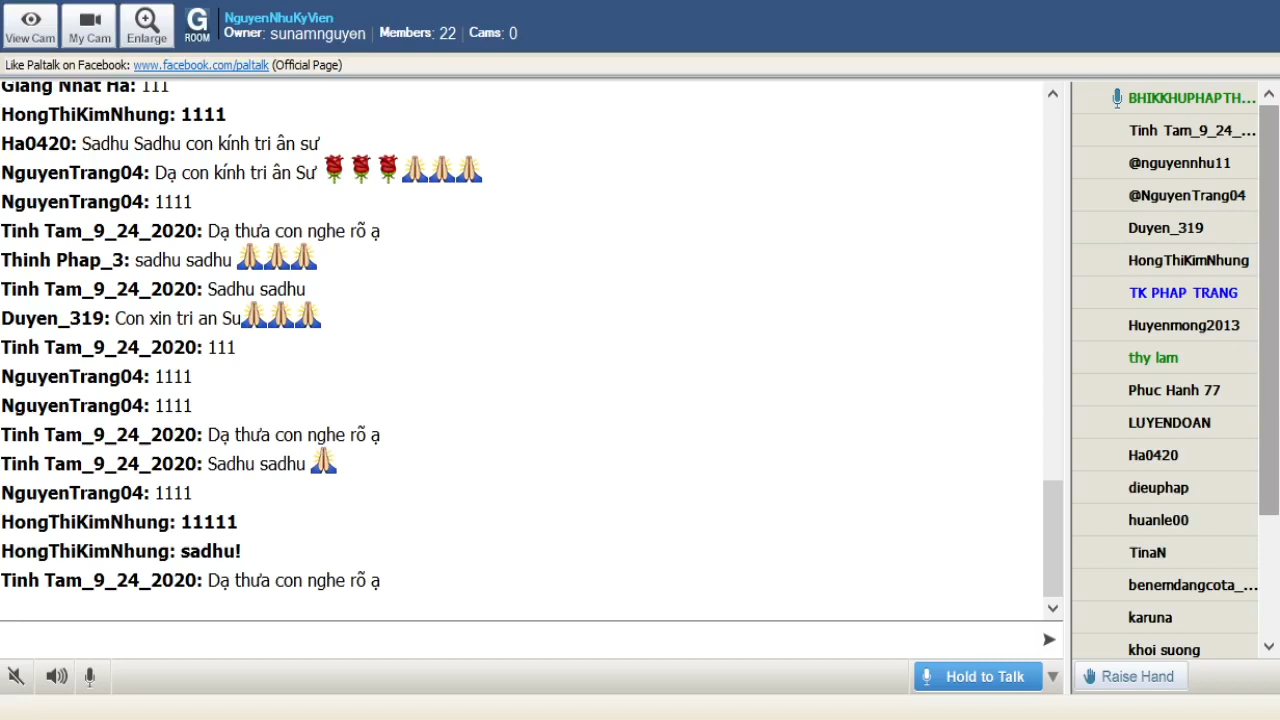 View Cam
My Cam
Enlarge
G
ROOM
NguyenNhuKyVien
Owner: sunamnguyen | Members: 22 | Cams: 0
Like Paltalk on Facebook: www.facebook.com/paltalk (Official Page)
Giang Nhat Ha: 111
HongThiKimNhung: 1111
Ha0420: Sadhu Sadhu con kính tri ân sư
NguyenTrang04: Dạ con kính tri ân Sư 🌹🌹🌹🙏🙏🙏
NguyenTrang04: 1111
Tinh Tam_9_24_2020: Dạ thưa con nghe rõ ạ
Thinh Phap_3: sadhu sadhu 🙏🙏🙏
Tinh Tam_9_24_2020: Sadhu sadhu
Duyen_319: Con xin tri an Su🙏🙏🙏
Tinh Tam_9_24_2020: 111
NguyenTrang04: 1111
NguyenTrang04: 1111
Tinh Tam_9_24_2020: Dạ thưa con nghe rõ ạ
Tinh Tam_9_24_2020: Sadhu sadhu 🙏
NguyenTrang04: 1111
HongThiKimNhung: 11111
HongThiKimNhung: sadhu!
Tinh Tam_9_24_2020: Dạ thưa con nghe rõ ạ
BHIKKHUPHAPTH...
Tinh Tam_9_24_...
@nguyennhu11
@NguyenTrang04
Duyen_319
HongThiKimNhung
TK PHAP TRANG
Huyenmong2013
thy lam
Phuc Hanh 77
LUYENDOAN
Ha0420
dieuphap
huanle00
TinaN
benemdangcota_...
karuna
khoi suong
Hold to Talk
Raise Hand